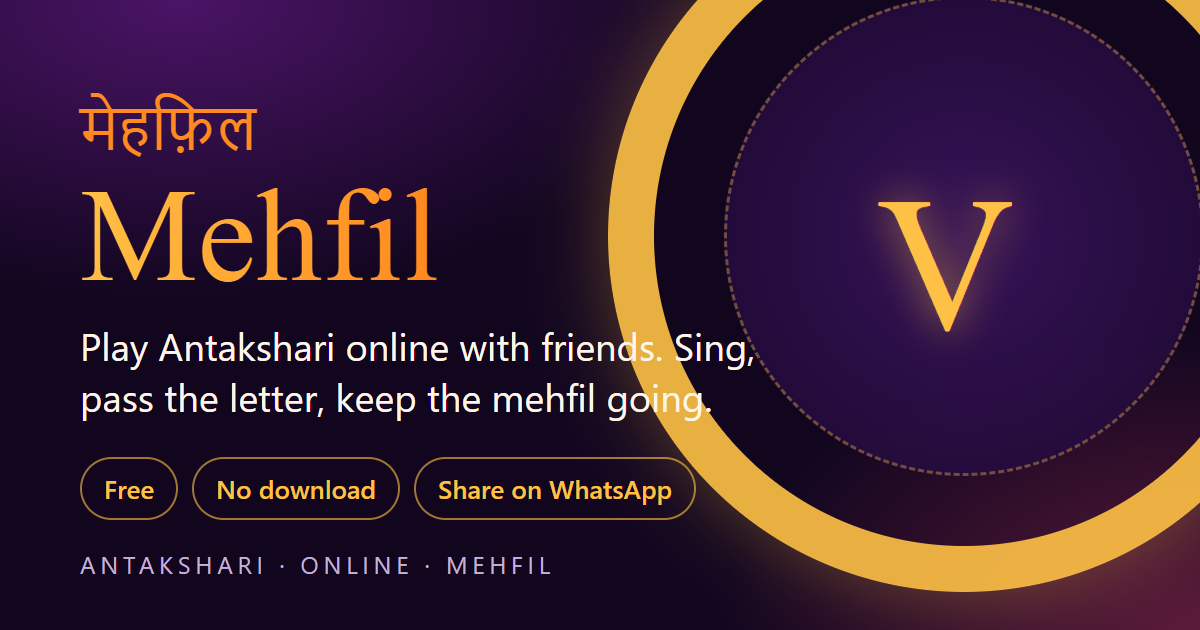 मेहफ़िल
Mehfil
V
Play Antakshari online with friends. Sing,
pass the letter, keep the mehfil going.
Free
No download
Share on WhatsApp
ANTAKSHARI · ONLINE · MEHFIL